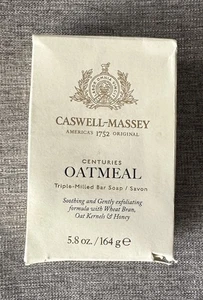 CASWELL-MASSEY
AMERICA'S 1752 ORIGINAL
CENTURIES
OATMEAL
Triple-Milled Bar Soap / Savon
Soothing and Gently exfoliating
formula with Wheat Bran,
Oat Kernels & Honey
5.8 oz. / 164 g ℮